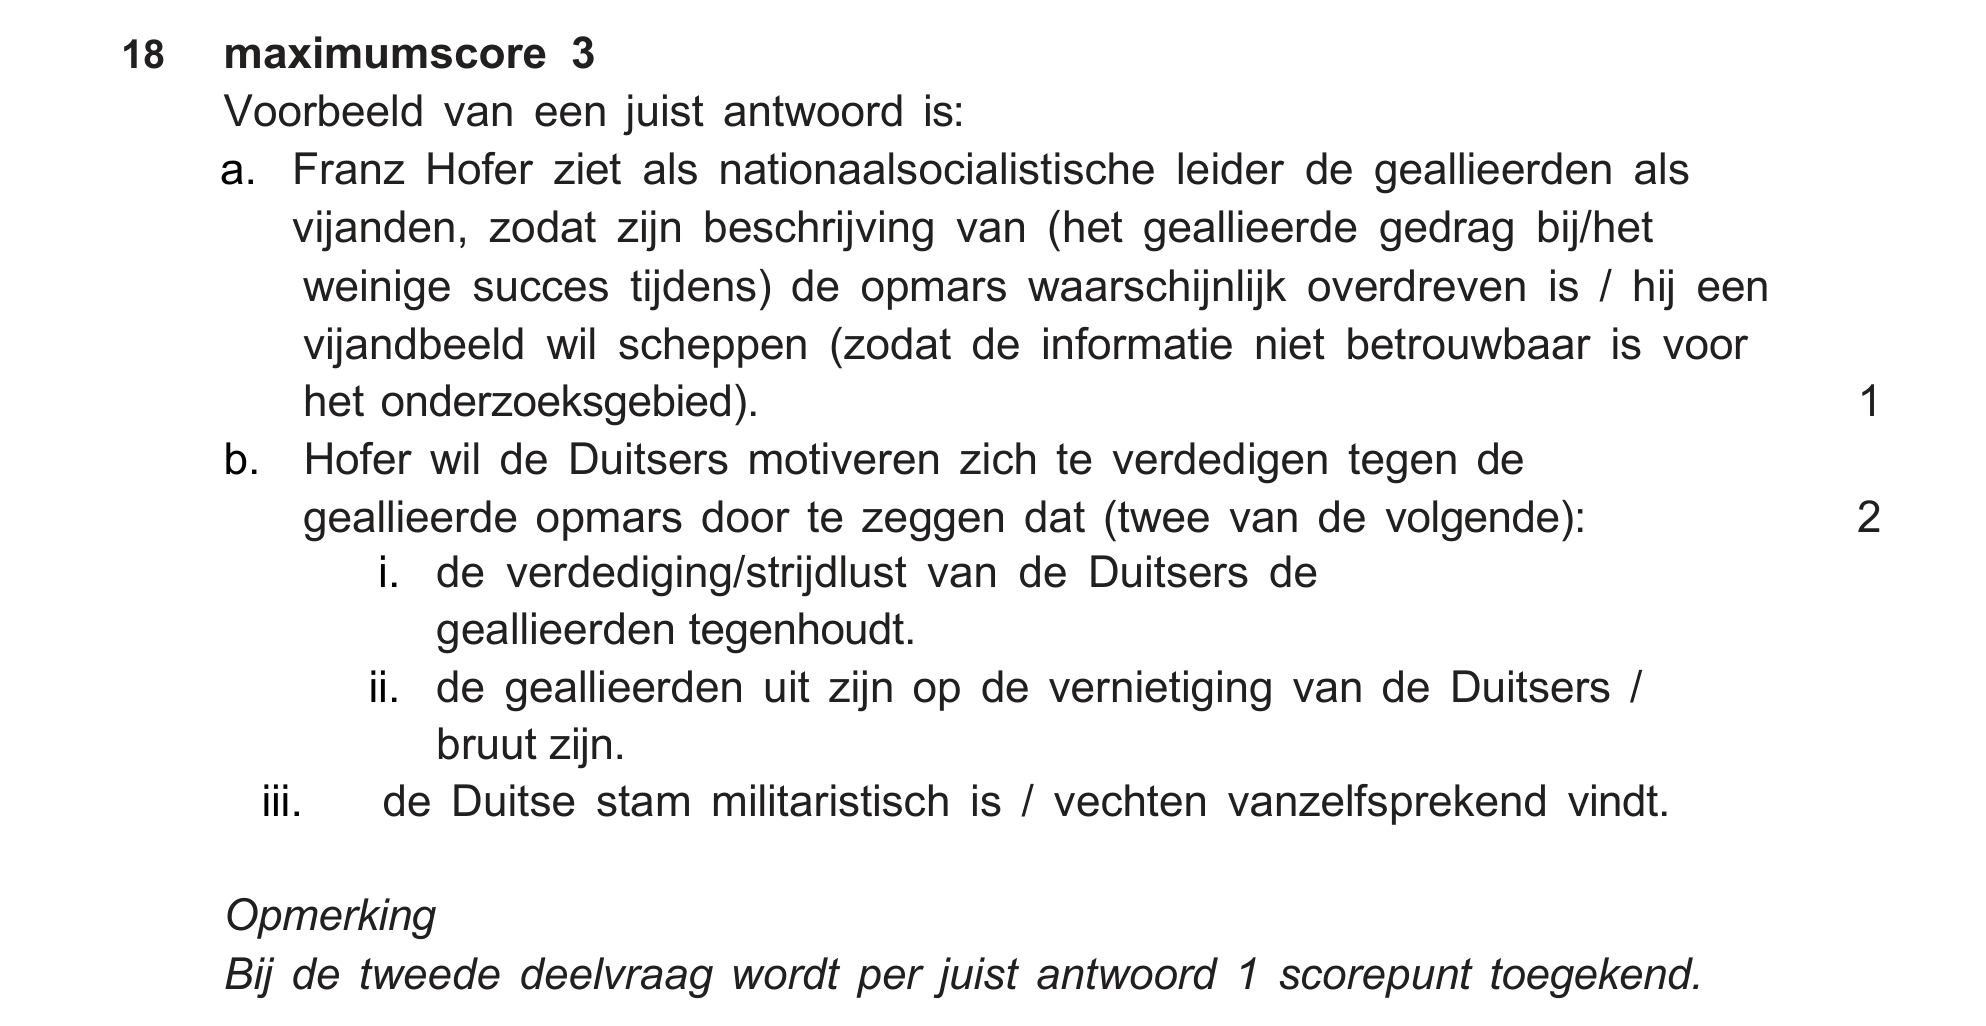 18 maximumscore 3
Voorbeeld van een juist antwoord is:
a. Franz Hofer ziet als nationaalsocialistische leider de geallieerden als
vijanden, zodat zijn beschrijving van (het geallieerde gedrag bij/het
weinige succes tijdens) de opmars waarschijnlijk overdreven is / hij een
vijandbeeld wil scheppen (zodat de informatie niet betrouwbaar is voor
het onderzoeksgebied). 1
b. Hofer wil de Duitsers motiveren zich te verdedigen tegen de
geallieerde opmars door te zeggen dat (twee van de volgende): 2
i. de verdediging/strijdlust van de Duitsers de
geallieerden tegenhoudt.
ii. de geallieerden uit zijn op de vernietiging van de Duitsers /
bruut zijn.
iii. de Duitse stam militaristisch is / vechten vanzelfsprekend vindt.
Opmerking
Bij de tweede deelvraag wordt per juist antwoord 1 scorepunt toegekend.